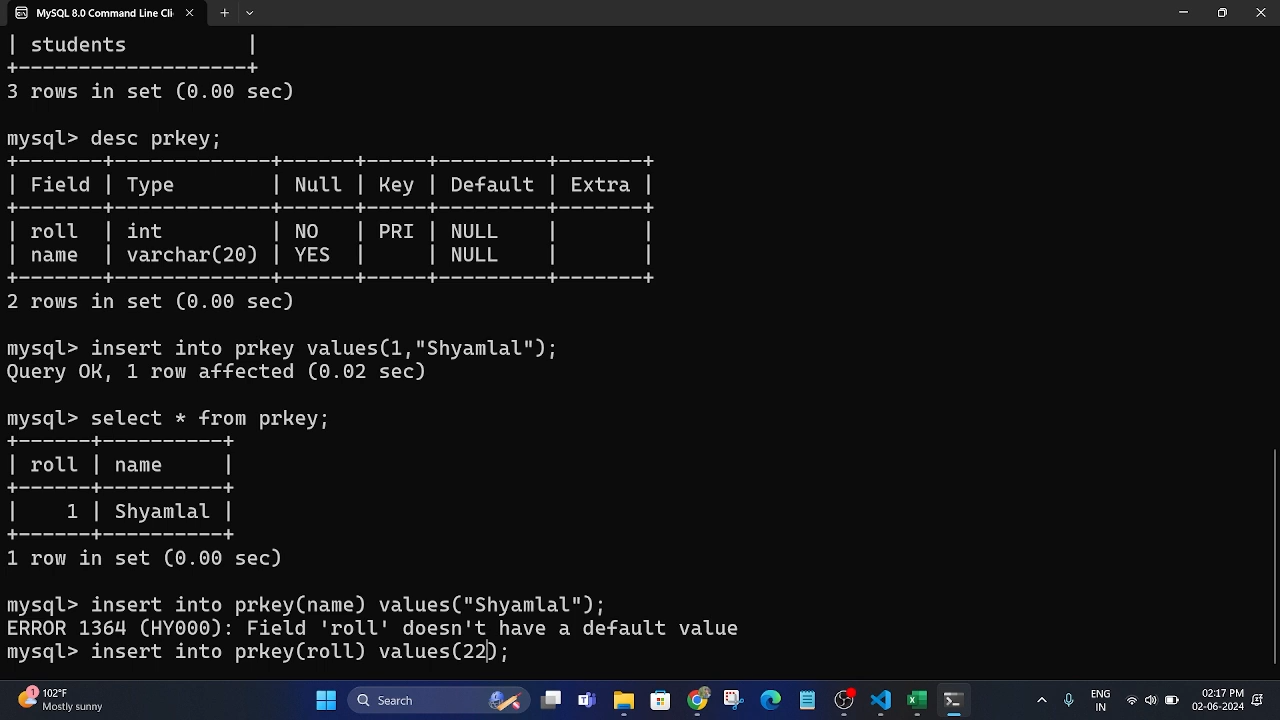 MySQL 8.0 Command Line Cli
| students          |
+-------------------+
3 rows in set (0.00 sec)
mysql> desc prkey;
+-------+-------------+------+-----+---------+-------+
| Field | Type        | Null | Key | Default | Extra |
+-------+-------------+------+-----+---------+-------+
| roll  | int         | NO   | PRI | NULL    |       |
| name  | varchar(20) | YES  |     | NULL    |       |
+-------+-------------+------+-----+---------+-------+
2 rows in set (0.00 sec)
mysql> insert into prkey values(1,"Shyamlal");
Query OK, 1 row affected (0.02 sec)
mysql> select * from prkey;
+------+----------+
| roll | name     |
+------+----------+
|    1 | Shyamlal |
+------+----------+
1 row in set (0.00 sec)
mysql> insert into prkey(name) values("Shyamlal");
ERROR 1364 (HY000): Field 'roll' doesn't have a default value
mysql> insert into prkey(roll) values(22);
1
102°F
Mostly sunny
Search
ENG
IN
02:17 PM
02-06-2024